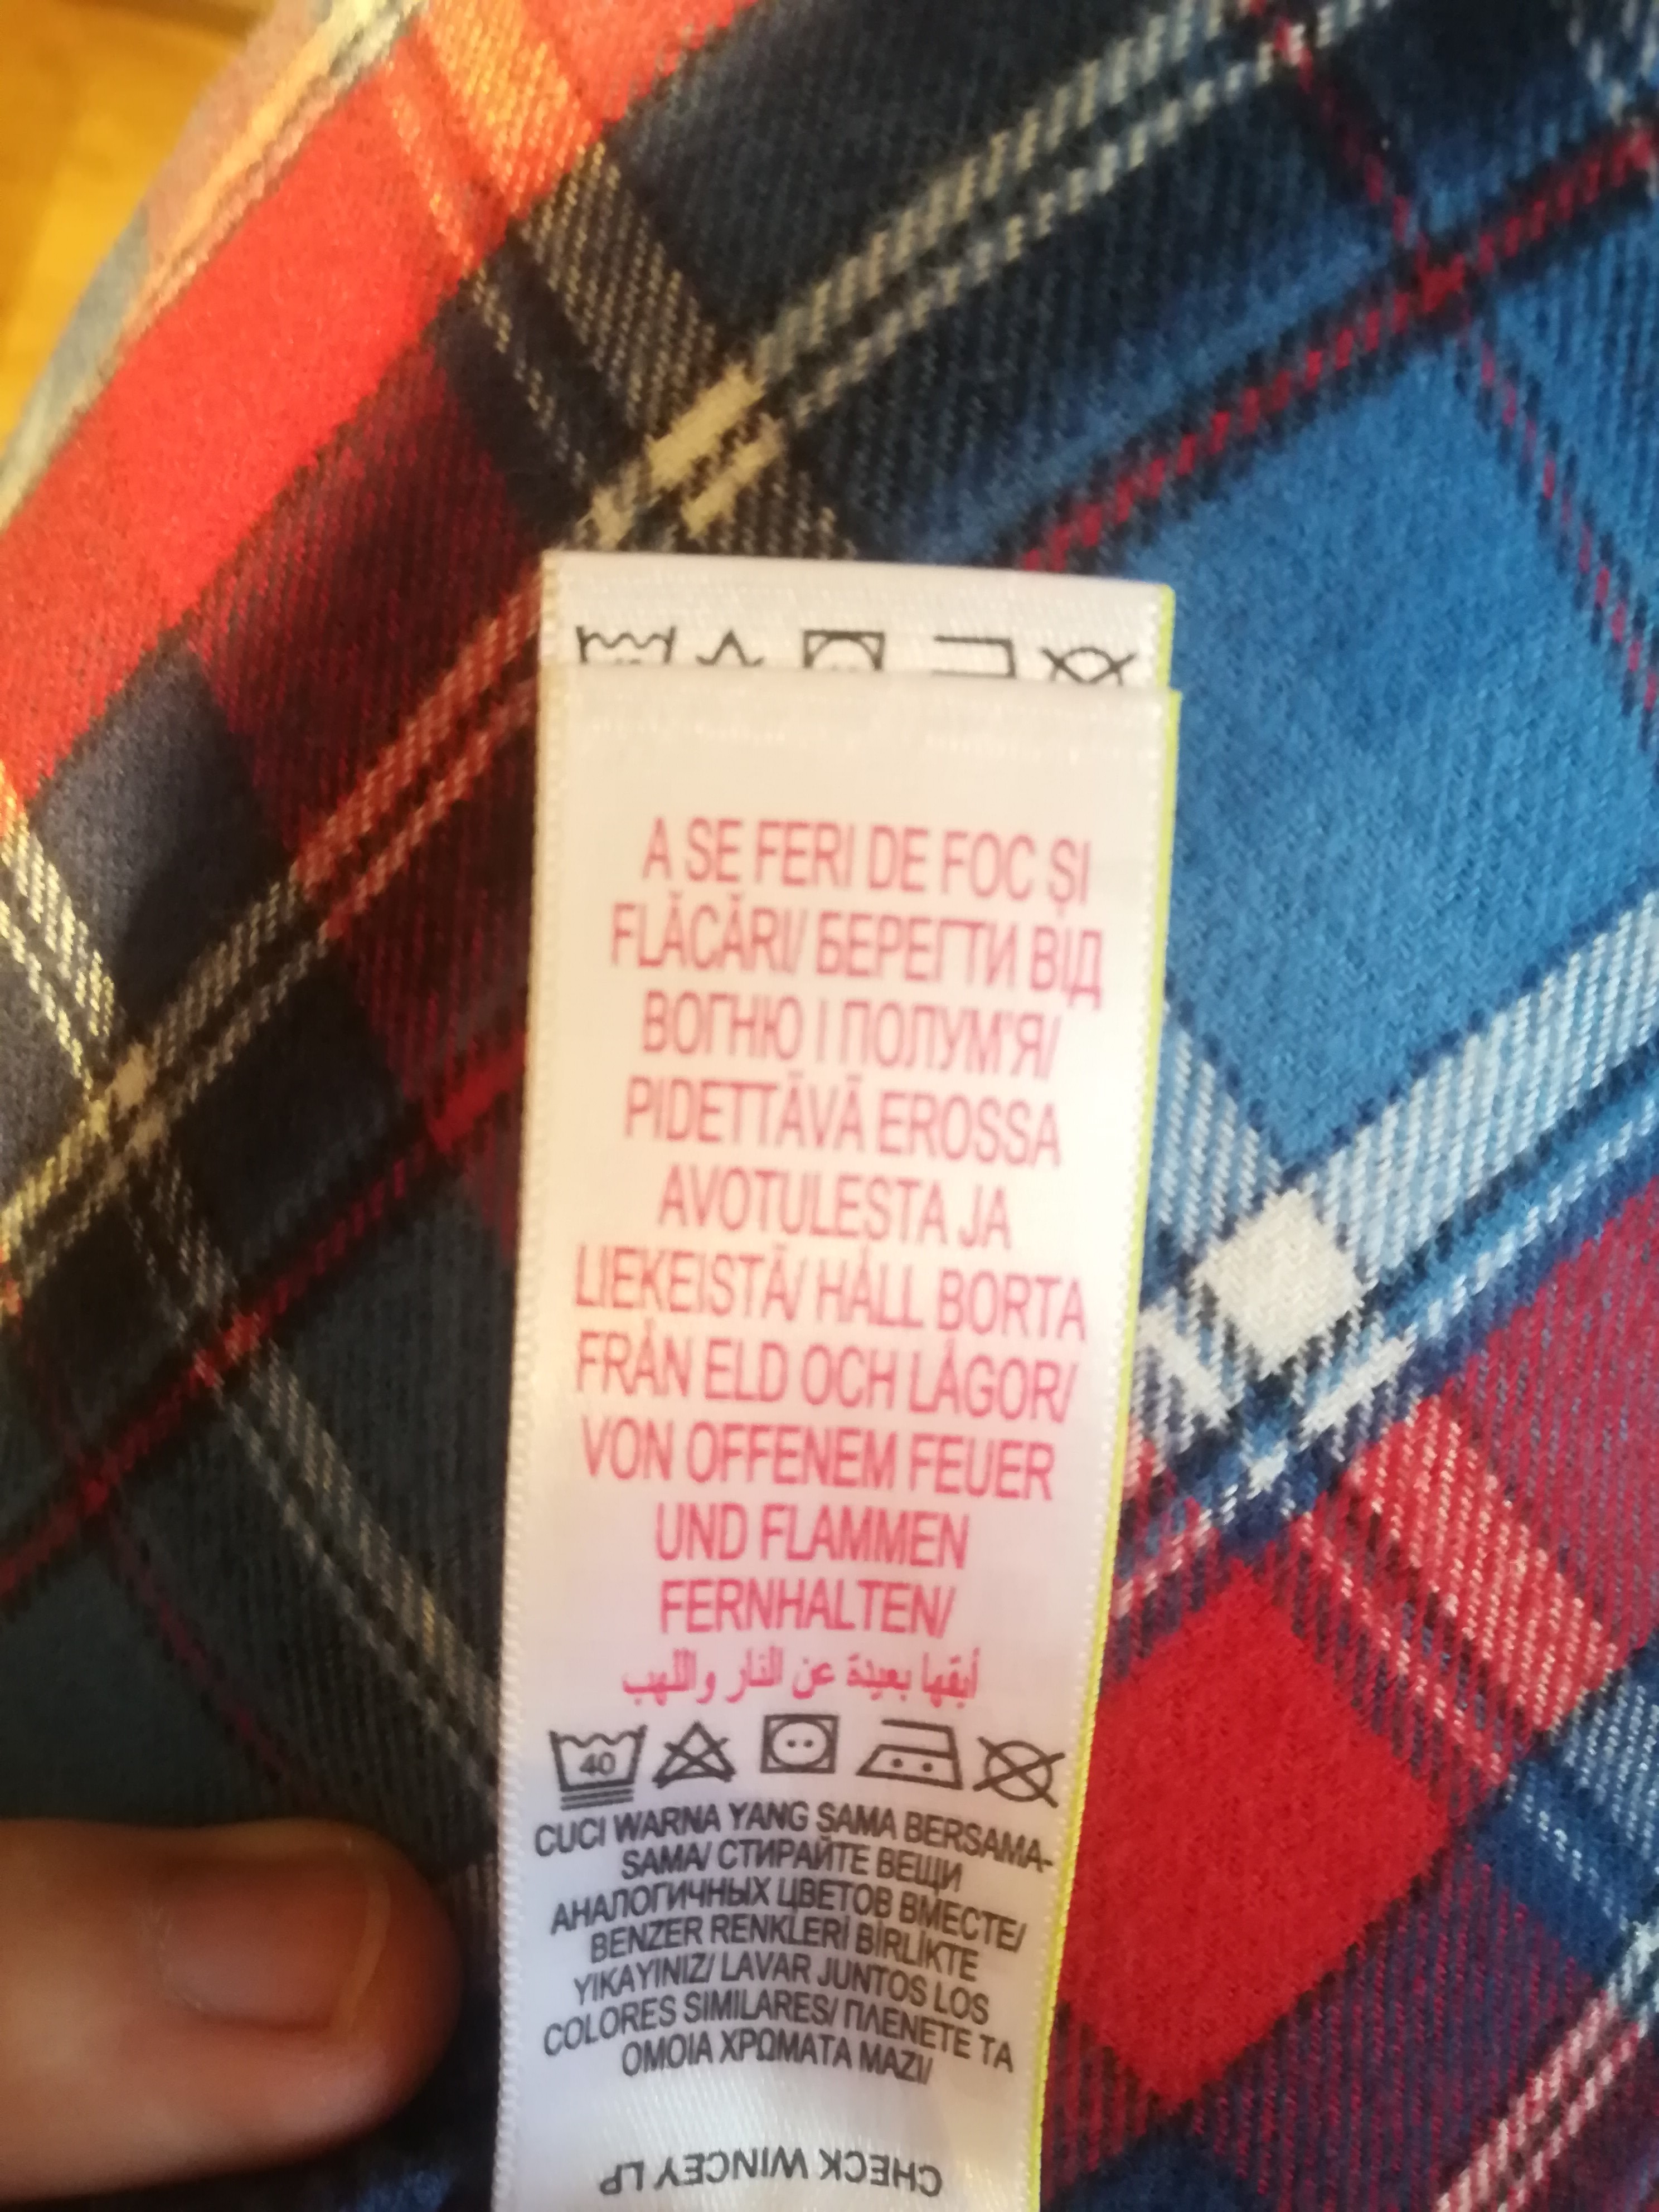 A SE FERI DE FOC ȘI
FLĂCĂRI/ БЕРЕГТИ ВІД
ВОГНЮ І ПОЛУМ'Я/
PIDETTÄVÄ EROSSA
AVOTULESTA JA
LIEKEISTÄ/ HÅLL BORTA
FRÅN ELD OCH LÅGOR/
VON OFFENEM FEUER
UND FLAMMEN
FERNHALTEN/
أبقها بعيدة عن النار واللهب
40
CUCI WARNA YANG SAMA BERSAMA-
SAMA/ СТИРАЙТЕ ВЕЩИ
АНАЛОГИЧНЫХ ЦВЕТОВ ВМЕСТЕ/
BENZER RENKLERİ BİRLİKTE
YIKAYINIZ/ LAVAR JUNTOS LOS
COLORES SIMILARES/ ΠΛΕΝΕΤΕ ΤΑ
ΟΜΟΙΑ ΧΡΩΜΑΤΑ ΜΑΖΙ/
CHECK WINCEY LP